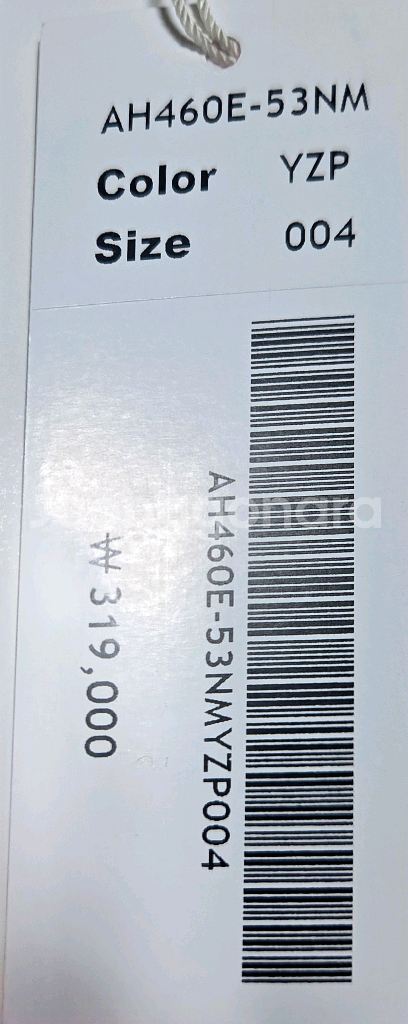 AH460E-53NM
Color YZP
Size 004
AH460E-53NMYZP004
₩ 319,000